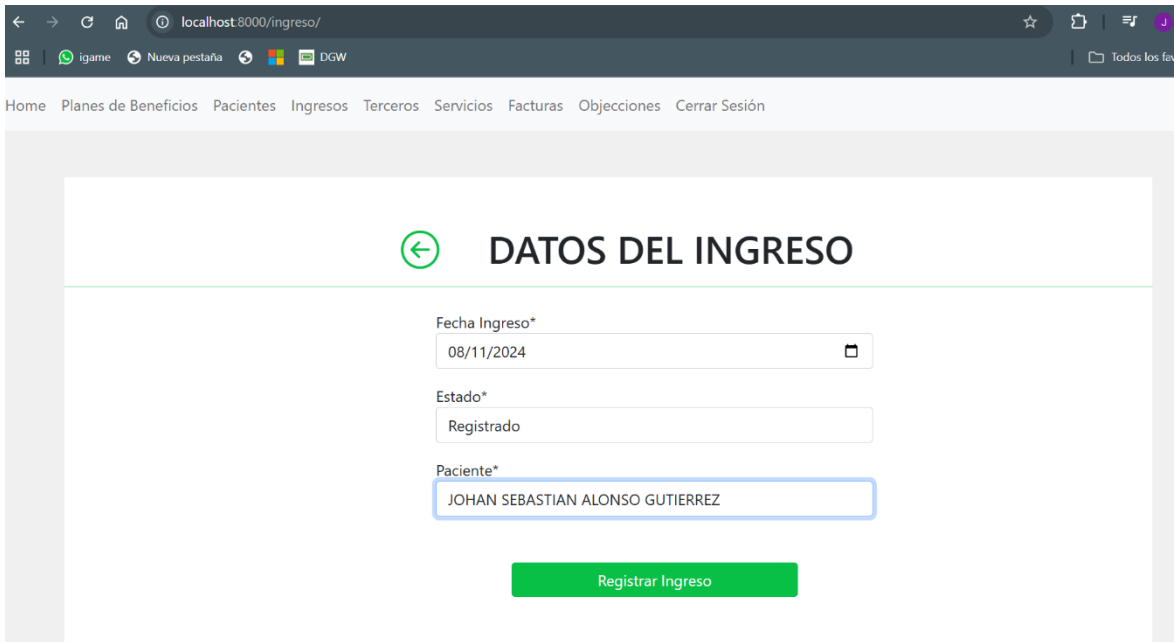 localhost:8000/ingreso/
J
igame Nueva pestaña DGW Todos los fav
Home Planes de Beneficios Pacientes Ingresos Terceros Servicios Facturas Objecciones Cerrar Sesión
DATOS DEL INGRESO
Fecha Ingreso*
08/11/2024
Estado*
Registrado
Paciente*
JOHAN SEBASTIAN ALONSO GUTIERREZ
Registrar Ingreso